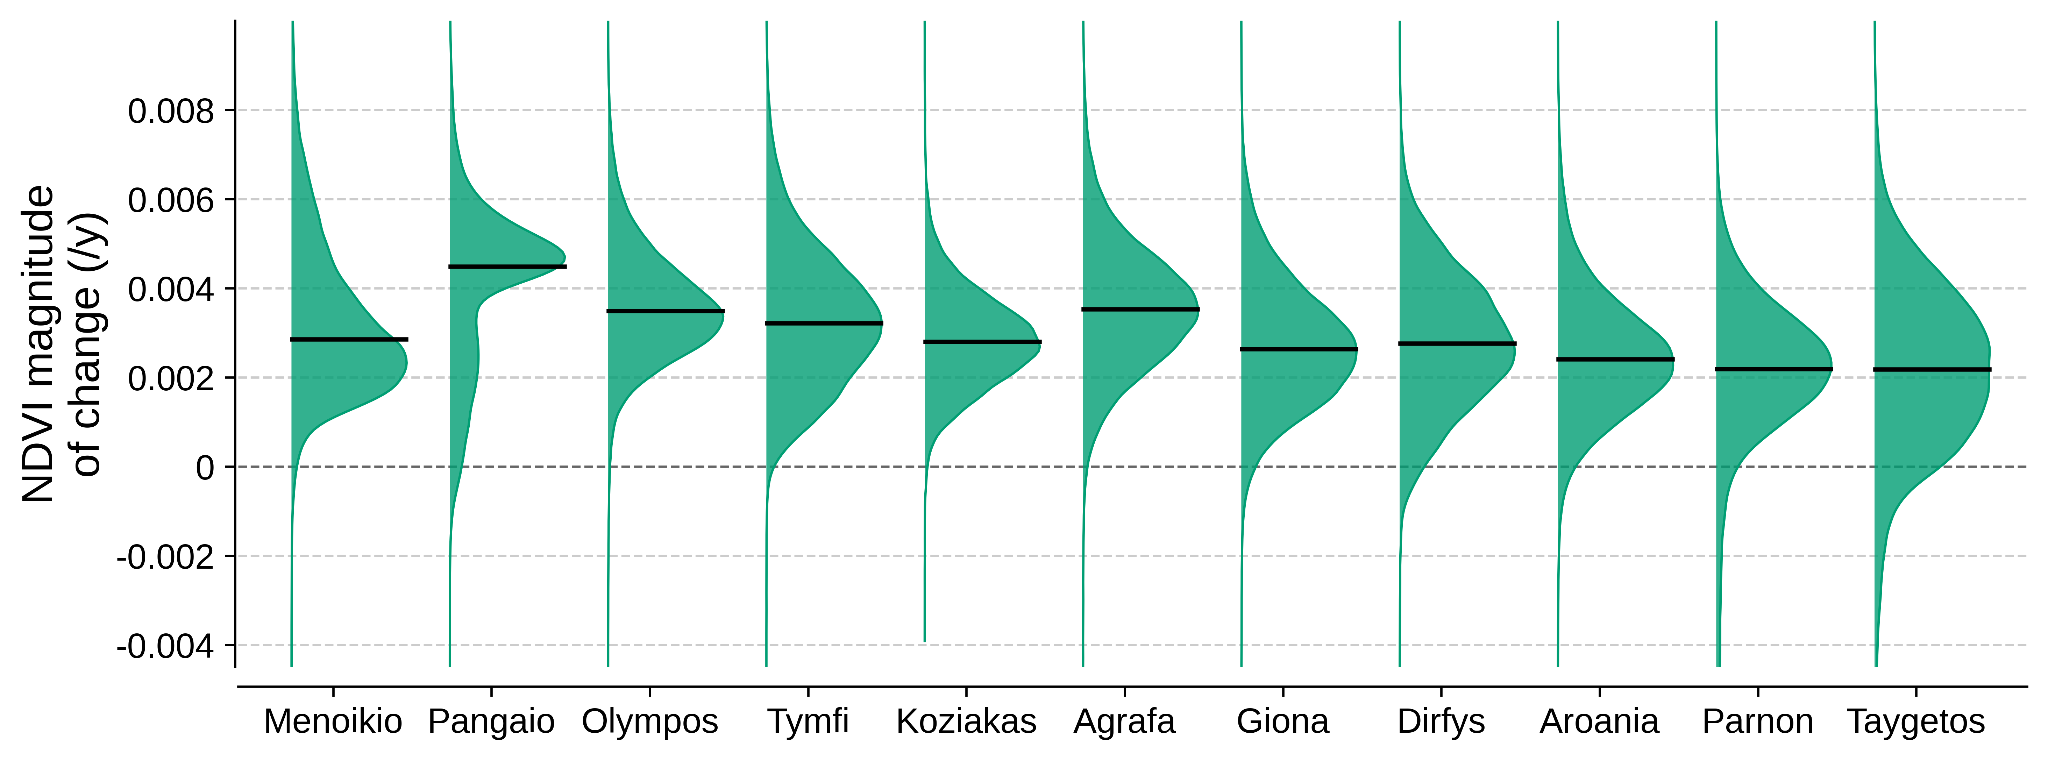 NDVI magnitude
of change (/y)
0.008
0.006
0.004
0.002
0
-0.002
-0.004
Menoikio Pangaio Olympos Tymfi Koziakas Agrafa Giona Dirfys Aroania Parnon Taygetos